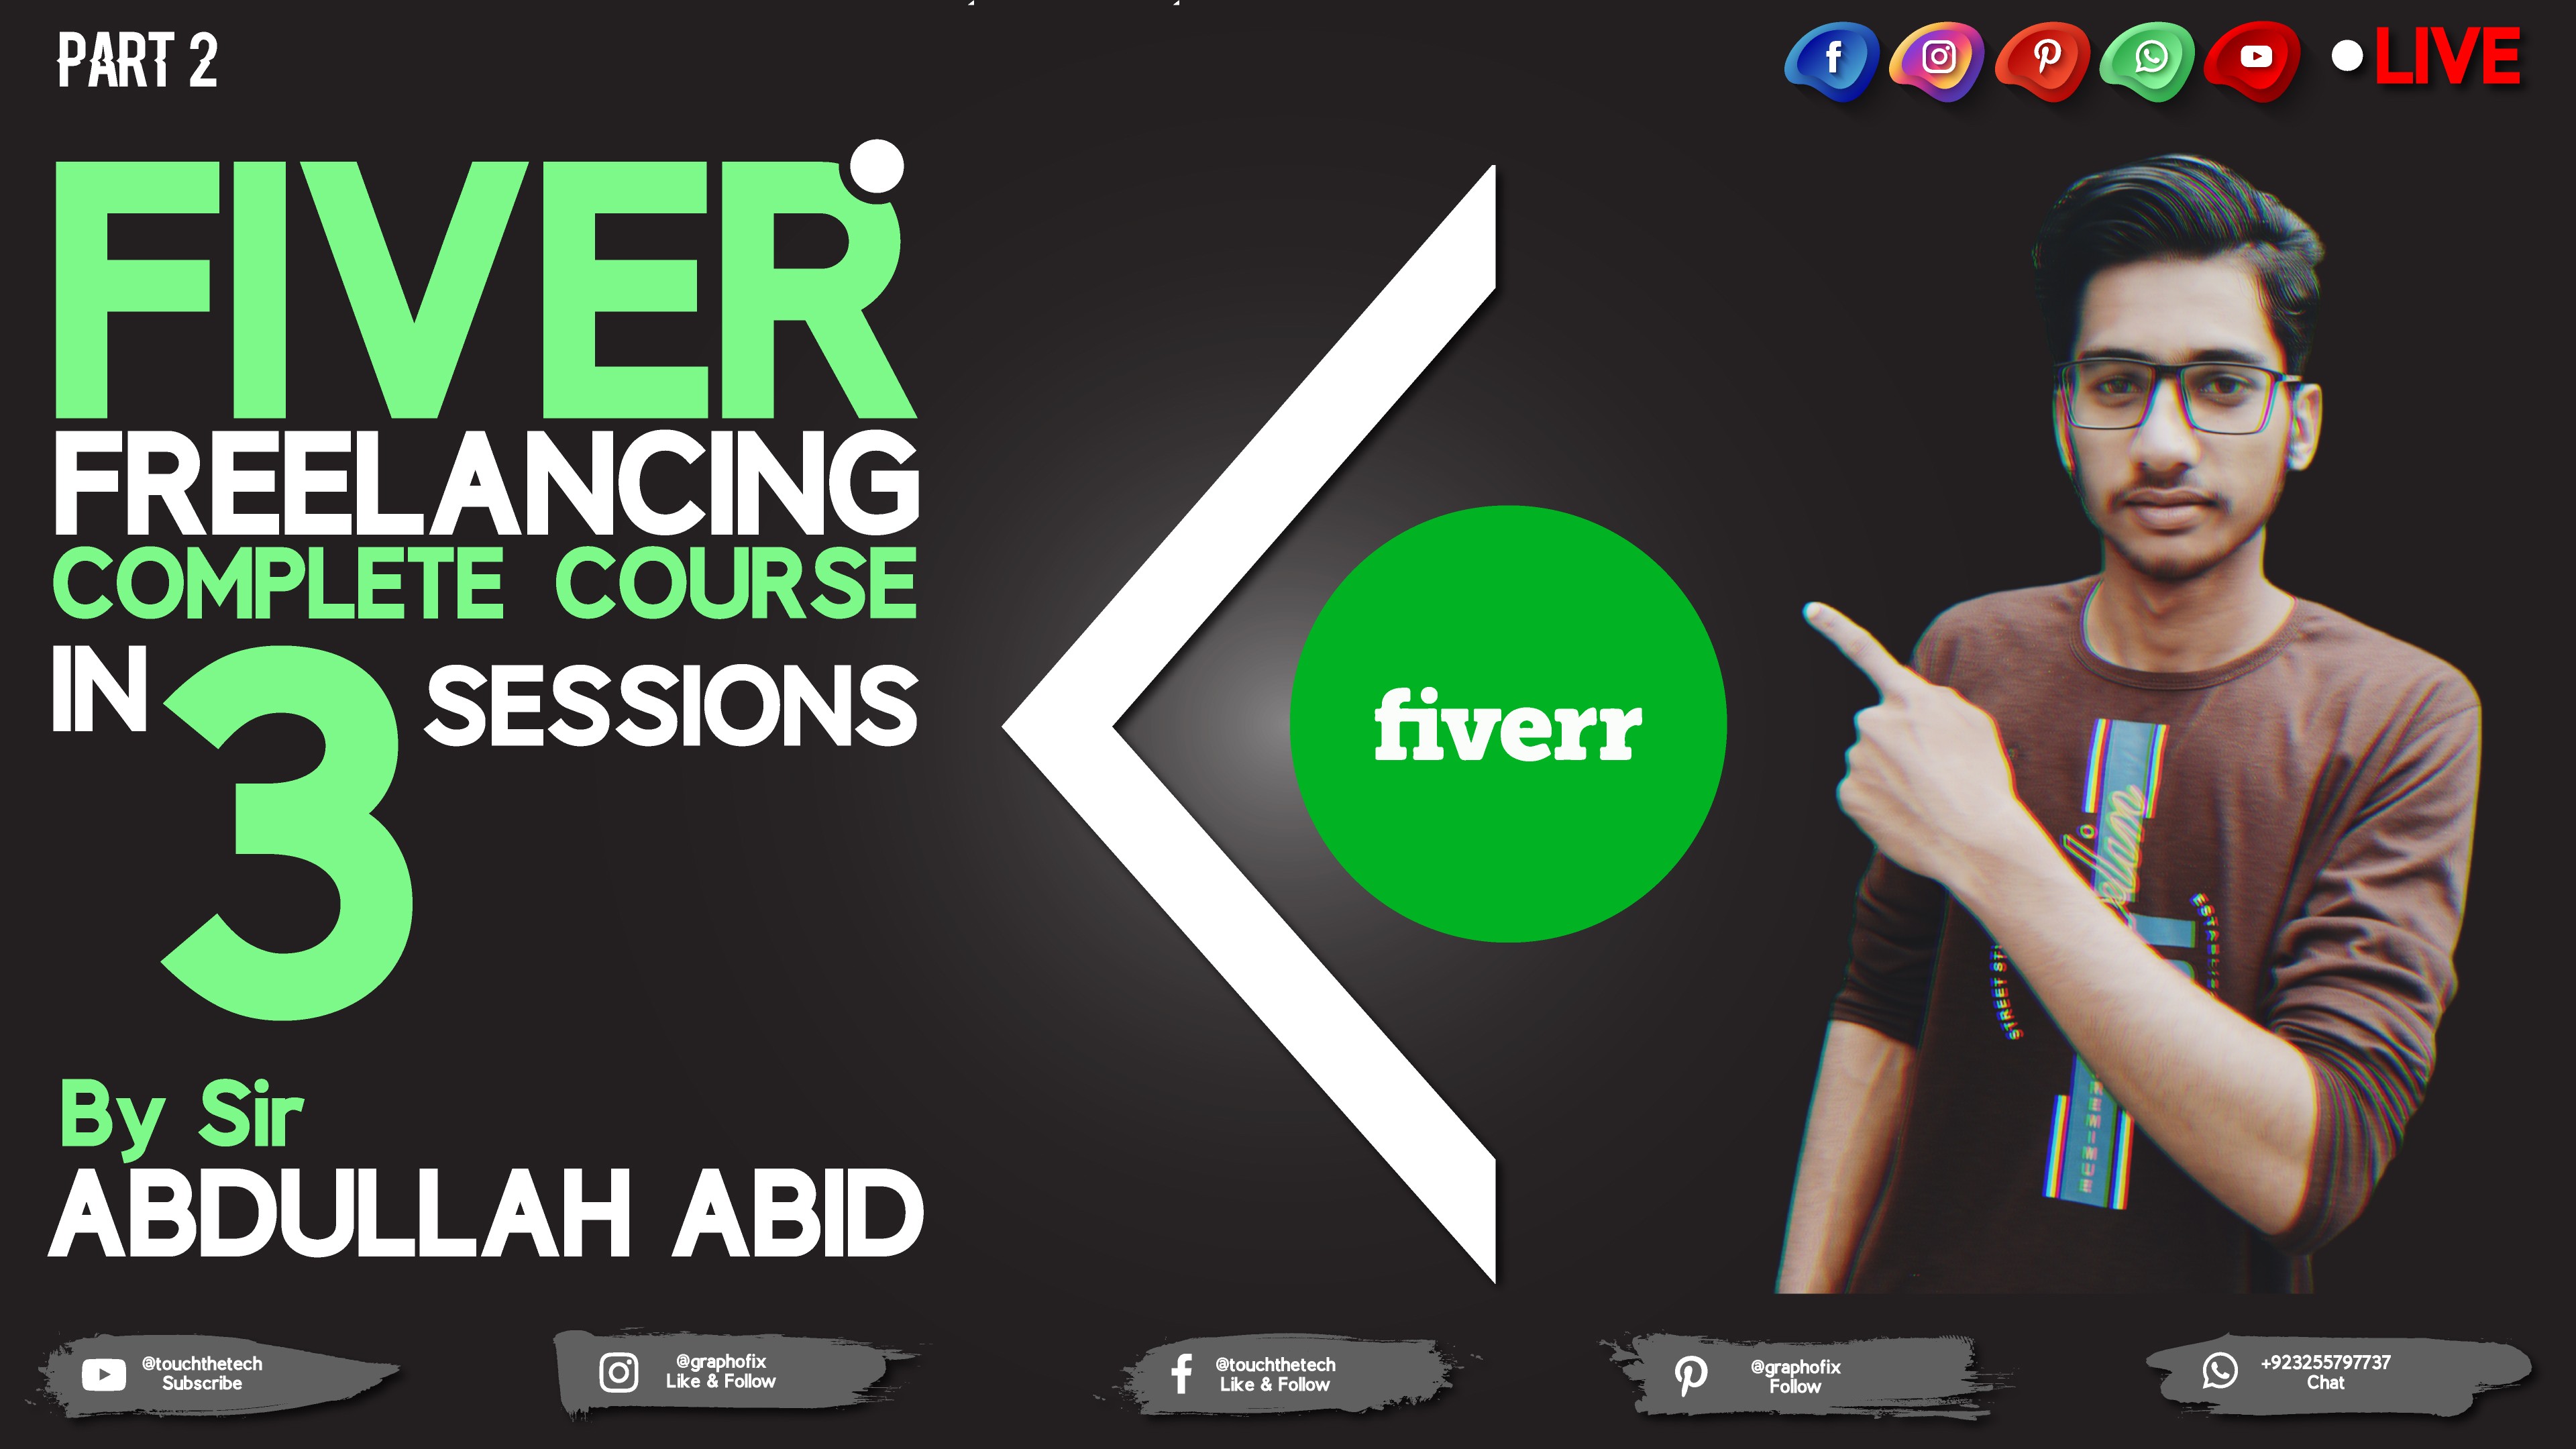 PART 2
LIVE
FIVER
FREELANCING
COMPLETE COURSE
IN 3 SESSIONS
fiverr
STREET
By Sir
ABDULLAH ABID
@touchthetech
Subscribe
@graphofix
Like & Follow
@touchthetech
Like & Follow
@graphofix
Follow
+923255797737
Chat